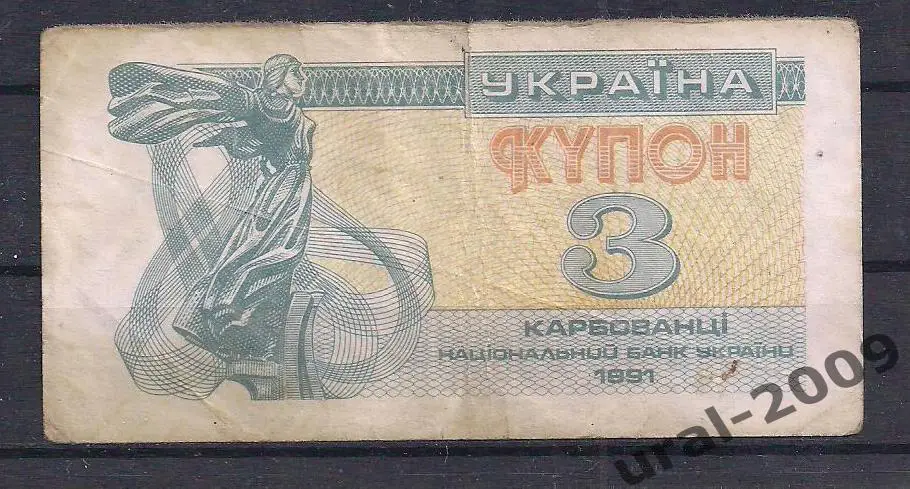 УКРАЇНА
КУПОН
3
КАРБОВАНЦІ
НАЦІОНАЛЬНИЙ БАНК УКРАЇНИ
1991
ural-2009